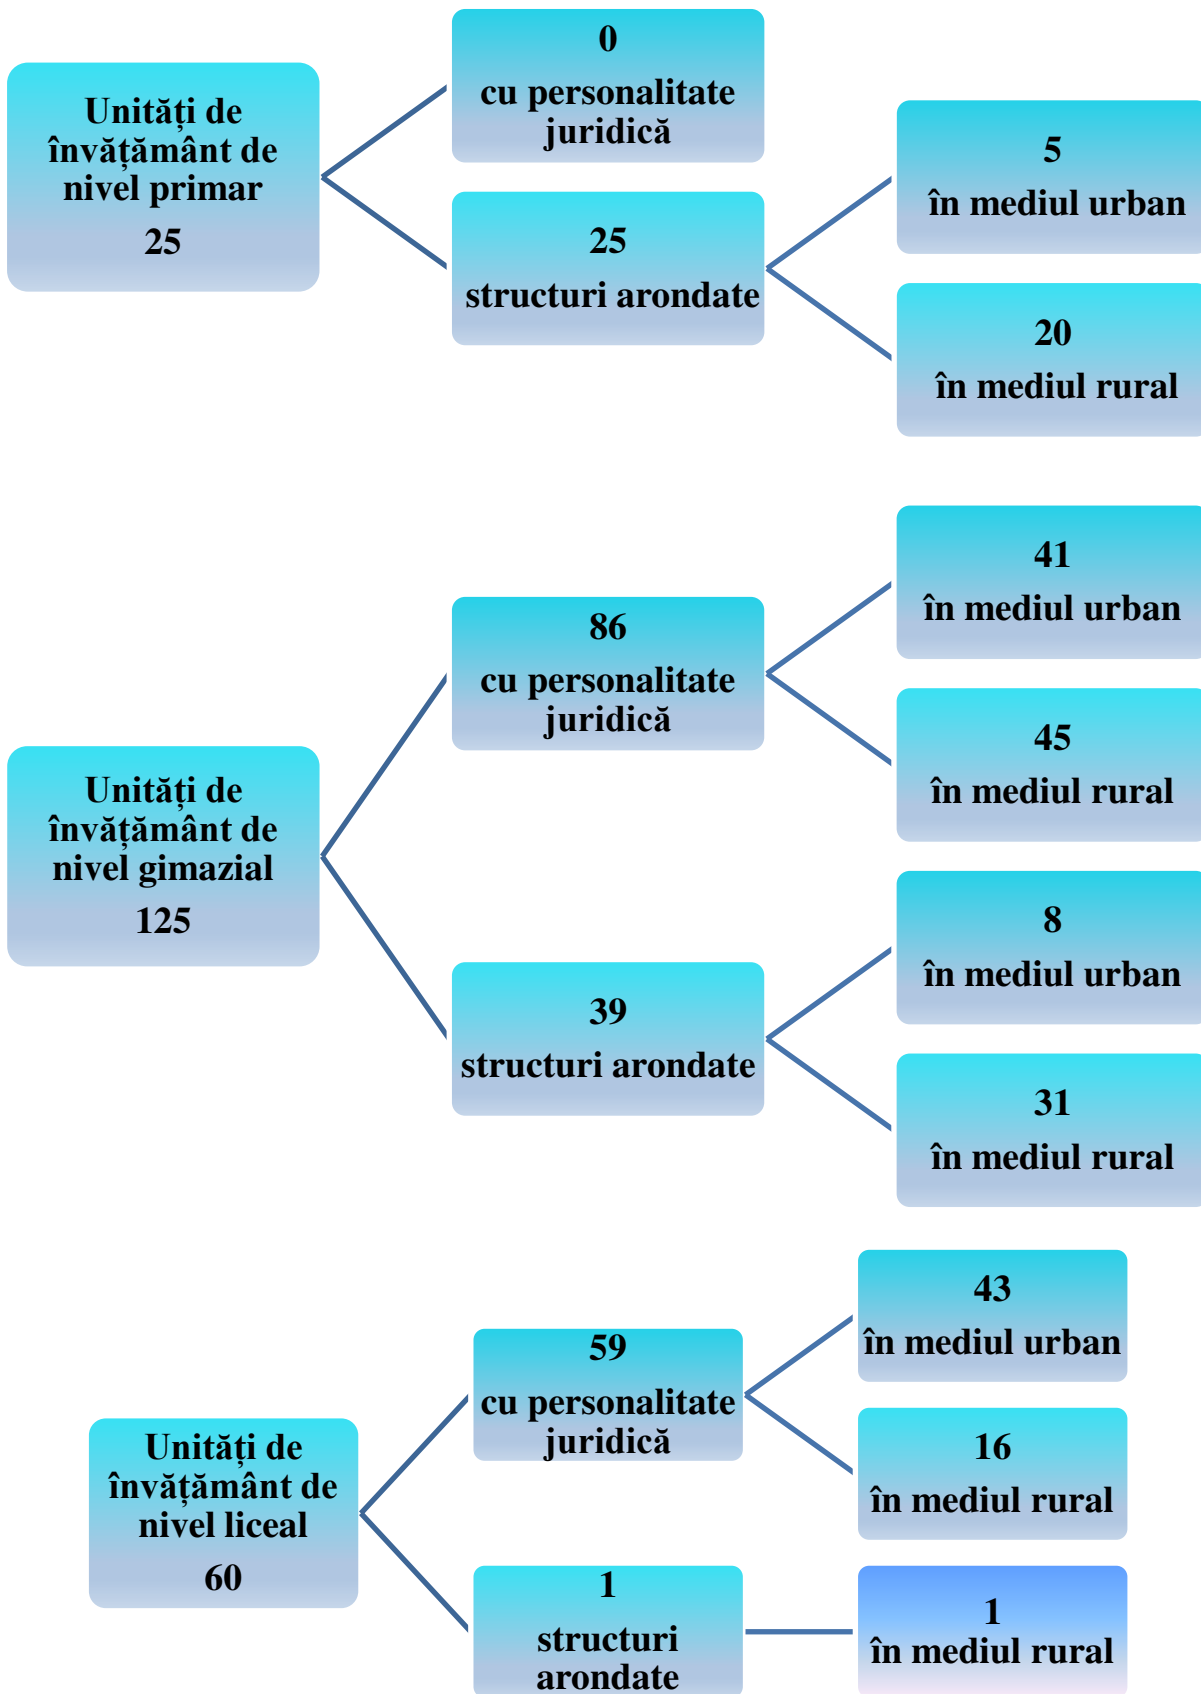 Unități de
învățământ de
nivel primar
25
0
cu personalitate
juridică
25
structuri arondate
5
în mediul urban
20
în mediul rural
Unități de
învățământ de
nivel gimazial
125
86
cu personalitate
juridică
41
în mediul urban
45
în mediul rural
39
structuri arondate
8
în mediul urban
31
în mediul rural
Unități de
învățământ de
nivel liceal
60
59
cu personalitate
juridică
43
în mediul urban
16
în mediul rural
1
structuri
arondate
1
în mediul rural